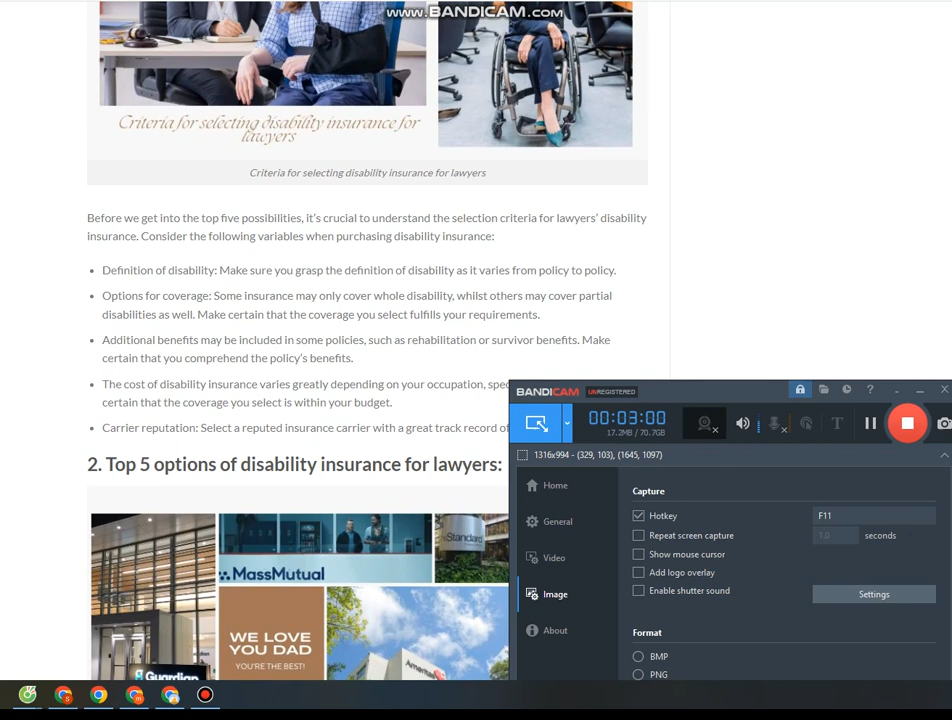 www.BANDICAM.com
Criteria for selecting disability insurance for
lawyers
Criteria for selecting disability insurance for lawyers
Before we get into the top five possibilities, it's crucial to understand the selection criteria for lawyers' disability
insurance. Consider the following variables when purchasing disability insurance:
• Definition of disability: Make sure you grasp the definition of disability as it varies from policy to policy.
• Options for coverage: Some insurance may only cover whole disability, whilst others may cover partial
disabilities as well. Make certain that the coverage you select fulfills your requirements.
• Additional benefits may be included in some policies, such as rehabilitation or survivor benefits. Make
certain that you comprehend the policy's benefits.
• The cost of disability insurance varies greatly depending on your occupation, spec
certain that the coverage you select is within your budget.
• Carrier reputation: Select a reputed insurance carrier with a great track record of
2. Top 5 options of disability insurance for lawyers:
Standard
MassMutual
WE LOVE
YOU DAD
YOU'RE THE BEST!
Guardian
BANDICAM UNREGISTERED
00:03:00
17.2MB / 70.7GB
1316x994 - (329, 103), (1645, 1097)
Home
General
Video
Image
About
Capture
Hotkey F11
Repeat screen capture 1.0 seconds
Show mouse cursor
Add logo overlay
Enable shutter sound
Settings
Format
BMP
PNG